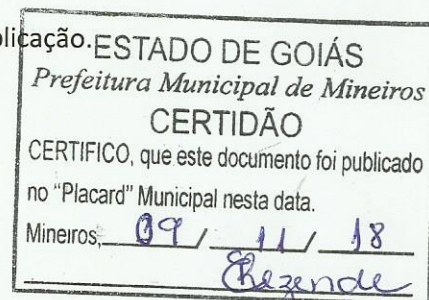 blicação.
ESTADO DE GOIÁS
Prefeitura Municipal de Mineiros
CERTIDÃO
CERTIFICO, que este documento foi publicado
no "Placard" Municipal nesta data.
Mineiros, 09 / 11 / 18
Rezende